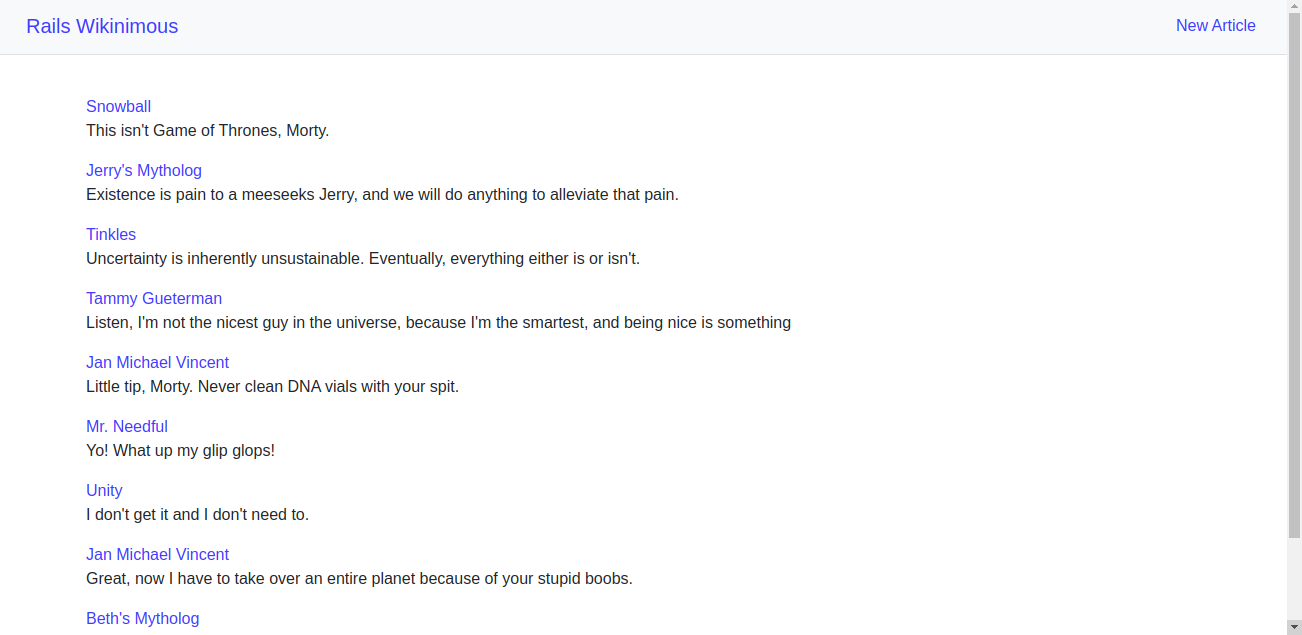 Rails Wikinimous
New Article
Snowball
This isn't Game of Thrones, Morty.
Jerry's Mytholog
Existence is pain to a meeseeks Jerry, and we will do anything to alleviate that pain.
Tinkles
Uncertainty is inherently unsustainable. Eventually, everything either is or isn't.
Tammy Gueterman
Listen, I'm not the nicest guy in the universe, because I'm the smartest, and being nice is something
Jan Michael Vincent
Little tip, Morty. Never clean DNA vials with your spit.
Mr. Needful
Yo! What up my glip glops!
Unity
I don't get it and I don't need to.
Jan Michael Vincent
Great, now I have to take over an entire planet because of your stupid boobs.
Beth's Mytholog